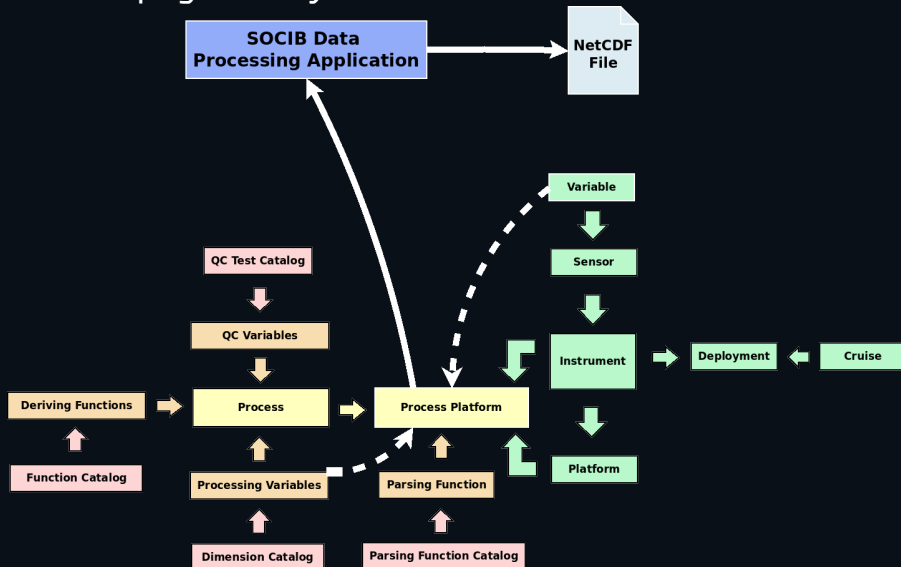 SOCIB Data
Processing Application
NetCDF
File
Variable
QC Test Catalog
Sensor
QC Variables
Instrument
Deployment
Cruise
Deriving Functions
Process
Process Platform
Function Catalog
Processing Variables
Parsing Function
Platform
Dimension Catalog
Parsing Function Catalog